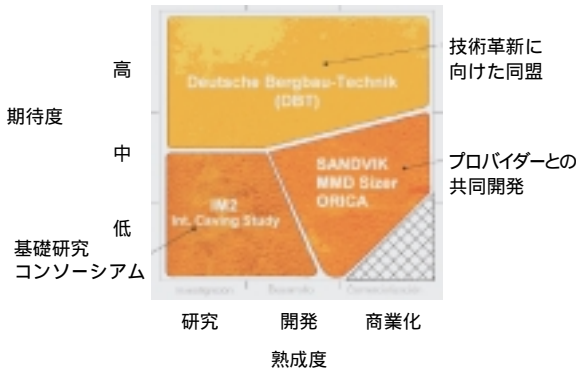 高
期待度
中
低
技術革新に
向けた同盟
Deutsche Bergbau-Technik
(DBT)
SANDVIK
MMD Sizer
ORICA
プロバイダーとの
共同開発
IM2
Int. Caving Study
基礎研究
コンソーシアム
Investigación
Desarrollo
Comercialización
研究
開発
商業化
熟成度